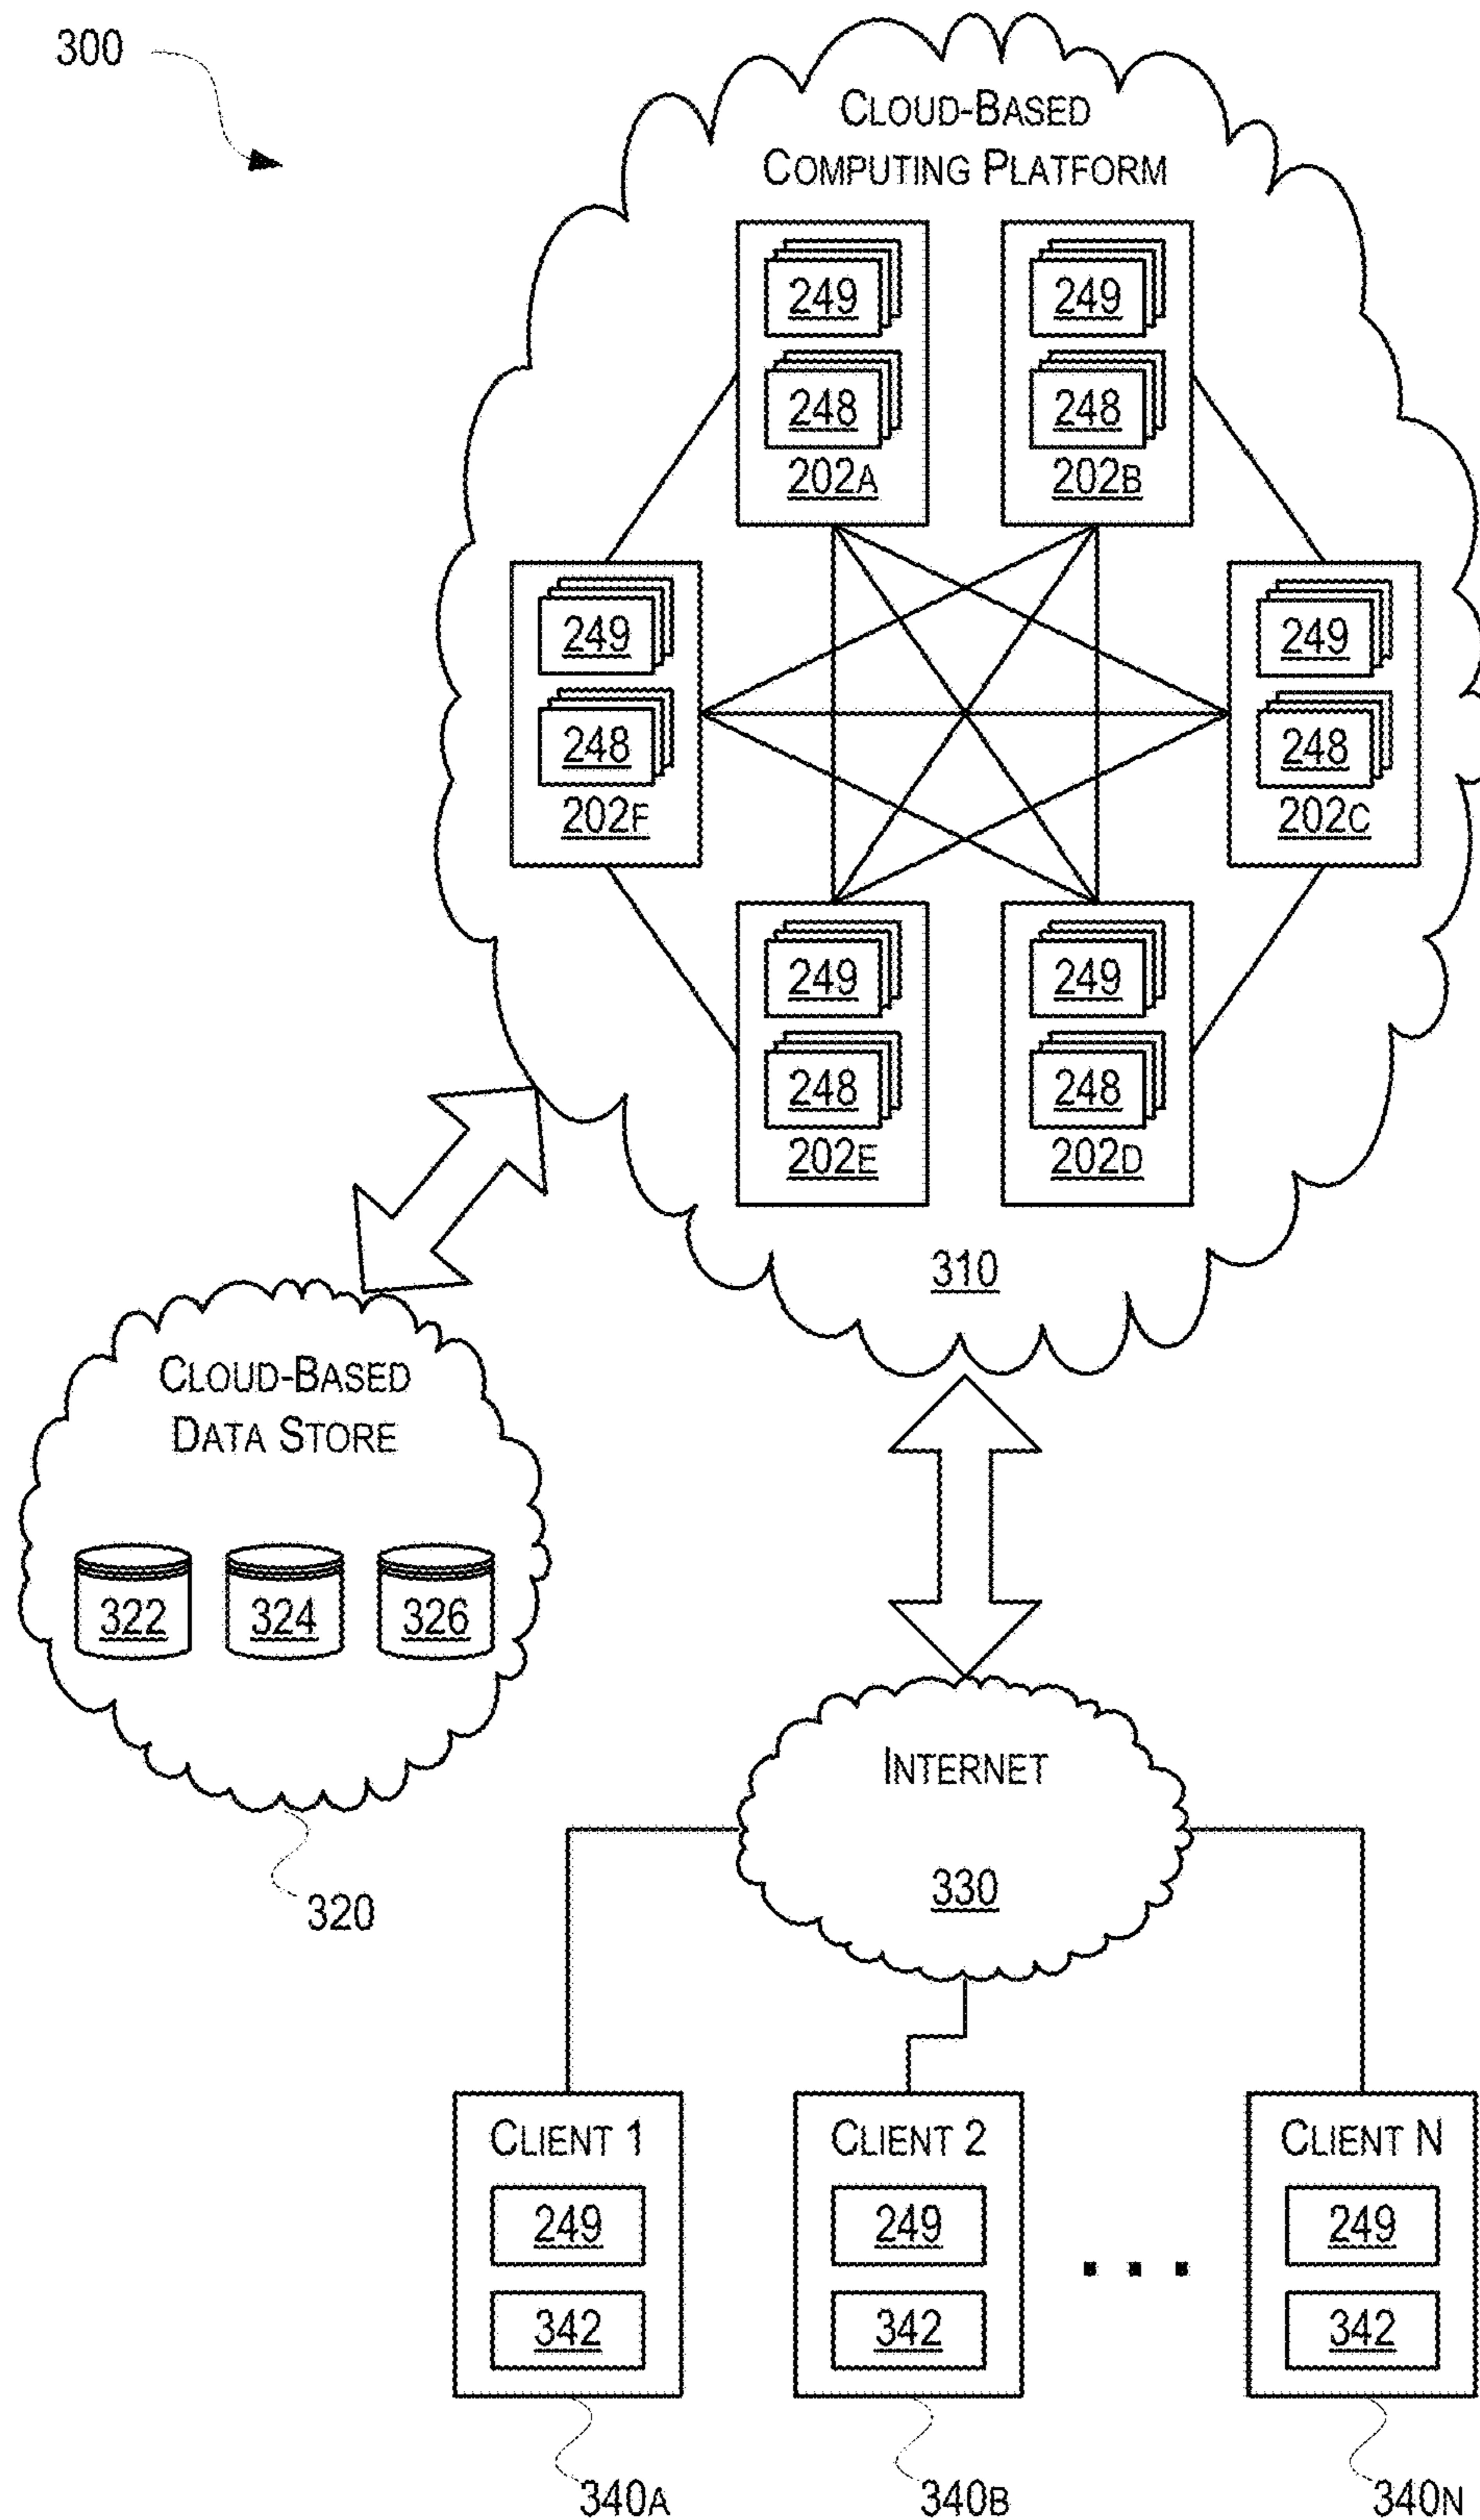 300
CLOUD-BASED
COMPUTING PLATFORM
249
248
202A
249
248
202B
249
248
202F
249
248
202C
249
248
202E
249
248
202D
310
CLOUD-BASED
DATA STORE
322 324 326
320
INTERNET
330
CLIENT 1
249
342
340A
CLIENT 2
249
342
340B
. . .
CLIENT N
249
342
340N